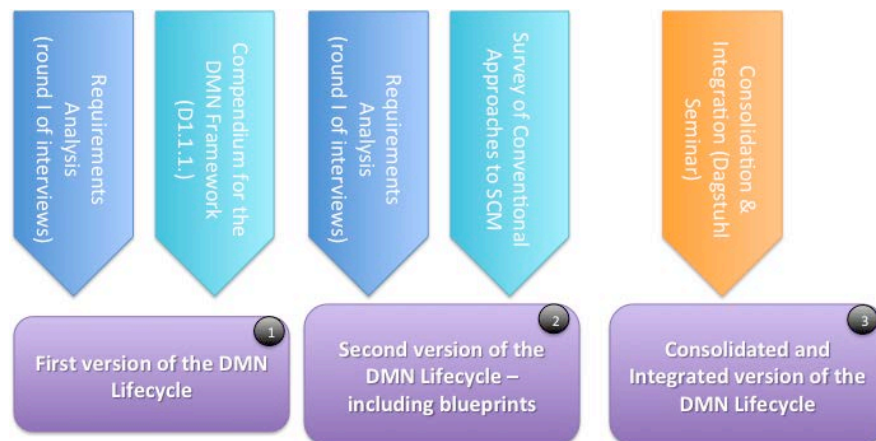 Requirements
Analysis
(round I of interviews)
Compendium for the
DMN Framework
(D1.1.1.)
Requirements
Analysis
(round I of interviews)
Survey of Conventional
Approaches to SCM
Consolidation &
Integration (Dagstuhl
Seminar)
1
First version of the DMN
Lifecycle
2
Second version of the
DMN Lifecycle –
including blueprints
3
Consolidated and
Integrated version of the
DMN Lifecycle